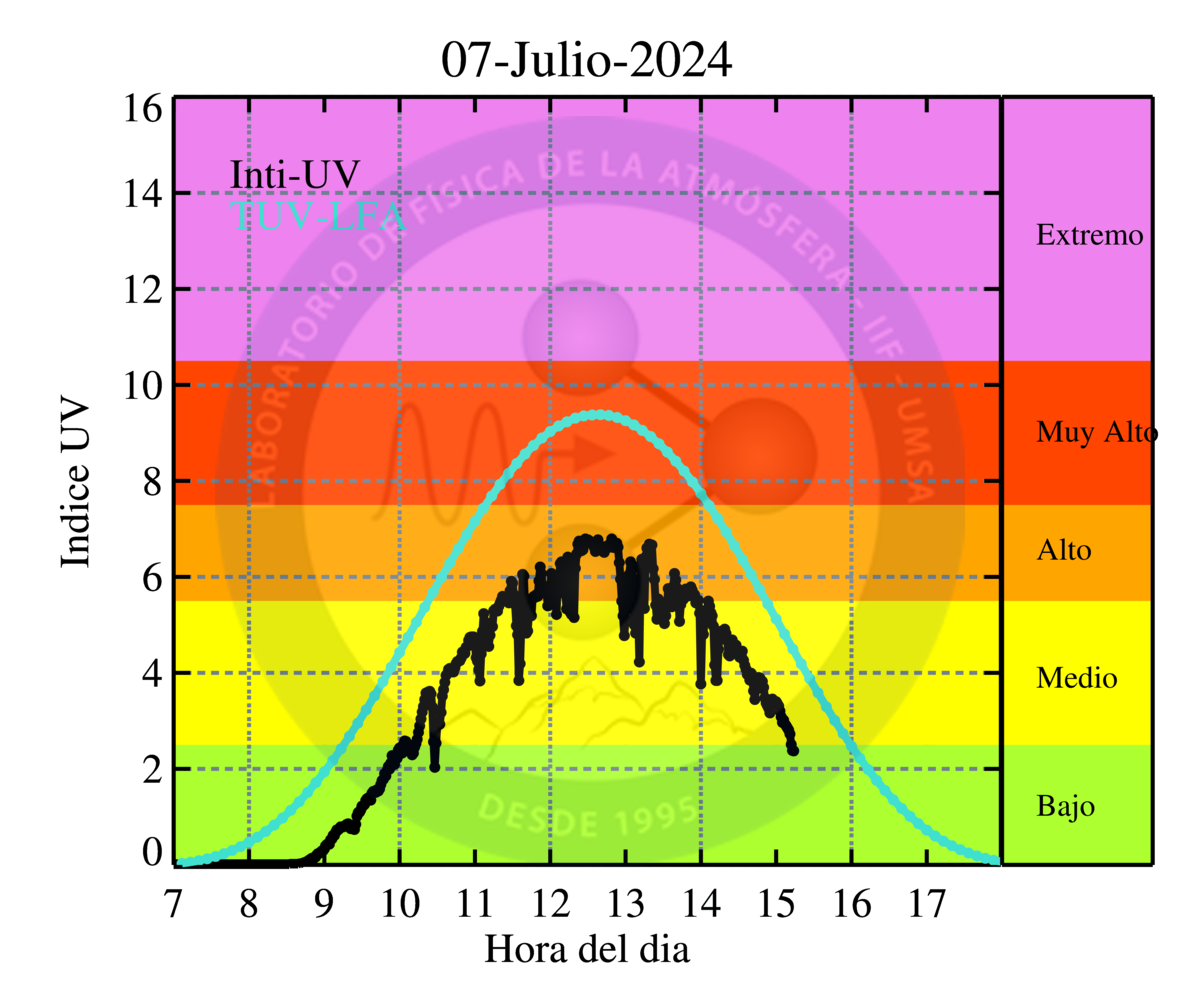 07-Julio-2024
16
14
12
10
8
6
4
2
0
Indice UV
Inti-UV
TUV-LFA
LABORATORIO DE FÍSICA DE LA ATMÓSFERA - IIF - UMSA
DESDE 1995
Extremo
Muy Alto
Alto
Medio
Bajo
7 8 9 10 11 12 13 14 15 16 17
Hora del dia